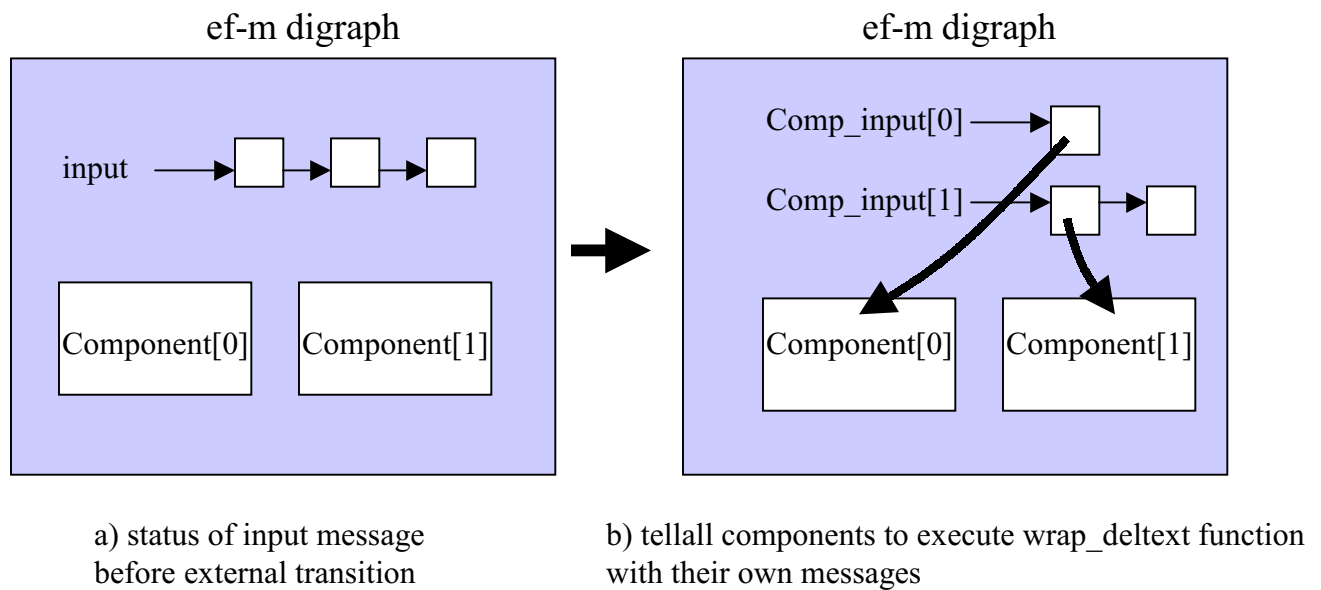 ef-m digraph
input
Component[0]
Component[1]
a) status of input message
before external transition
ef-m digraph
Comp_input[0]
Comp_input[1]
Component[0]
Component[1]
b) tellall components to execute wrap_deltext function
with their own messages